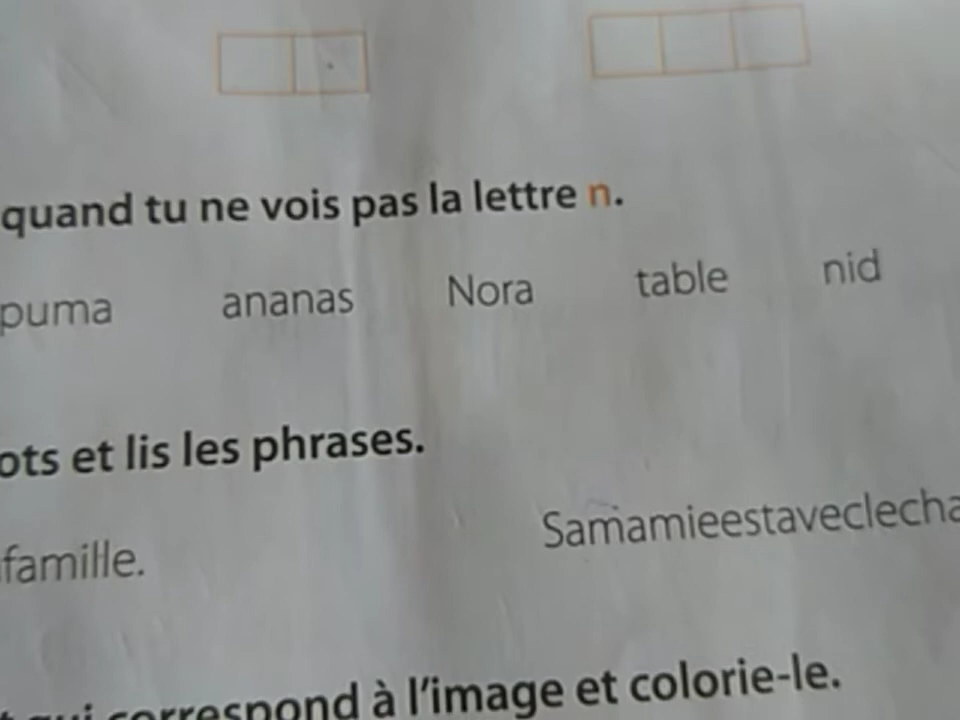 quand tu ne vois pas la lettre n.
puma ananas Nora table nid
ots et lis les phrases.
famille. Samamieestaveclecha
qui correspond à l'image et colorie-le.